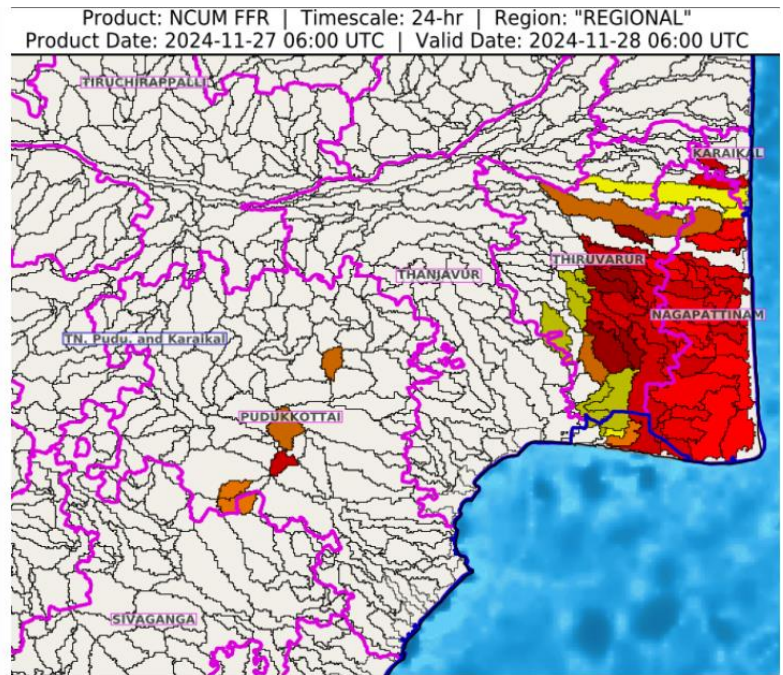 Product: NCUM FFR | Timescale: 24-hr | Region: "REGIONAL"
Product Date: 2024-11-27 06:00 UTC | Valid Date: 2024-11-28 06:00 UTC
TIRUCHIRAPPALLI
KARAIKAL
THIRUVARUR
THANJAVUR
NAGAPATTINAM
TN. Pudu. and Karaikal
PUDUKKOTTAI
SIVAGANGA